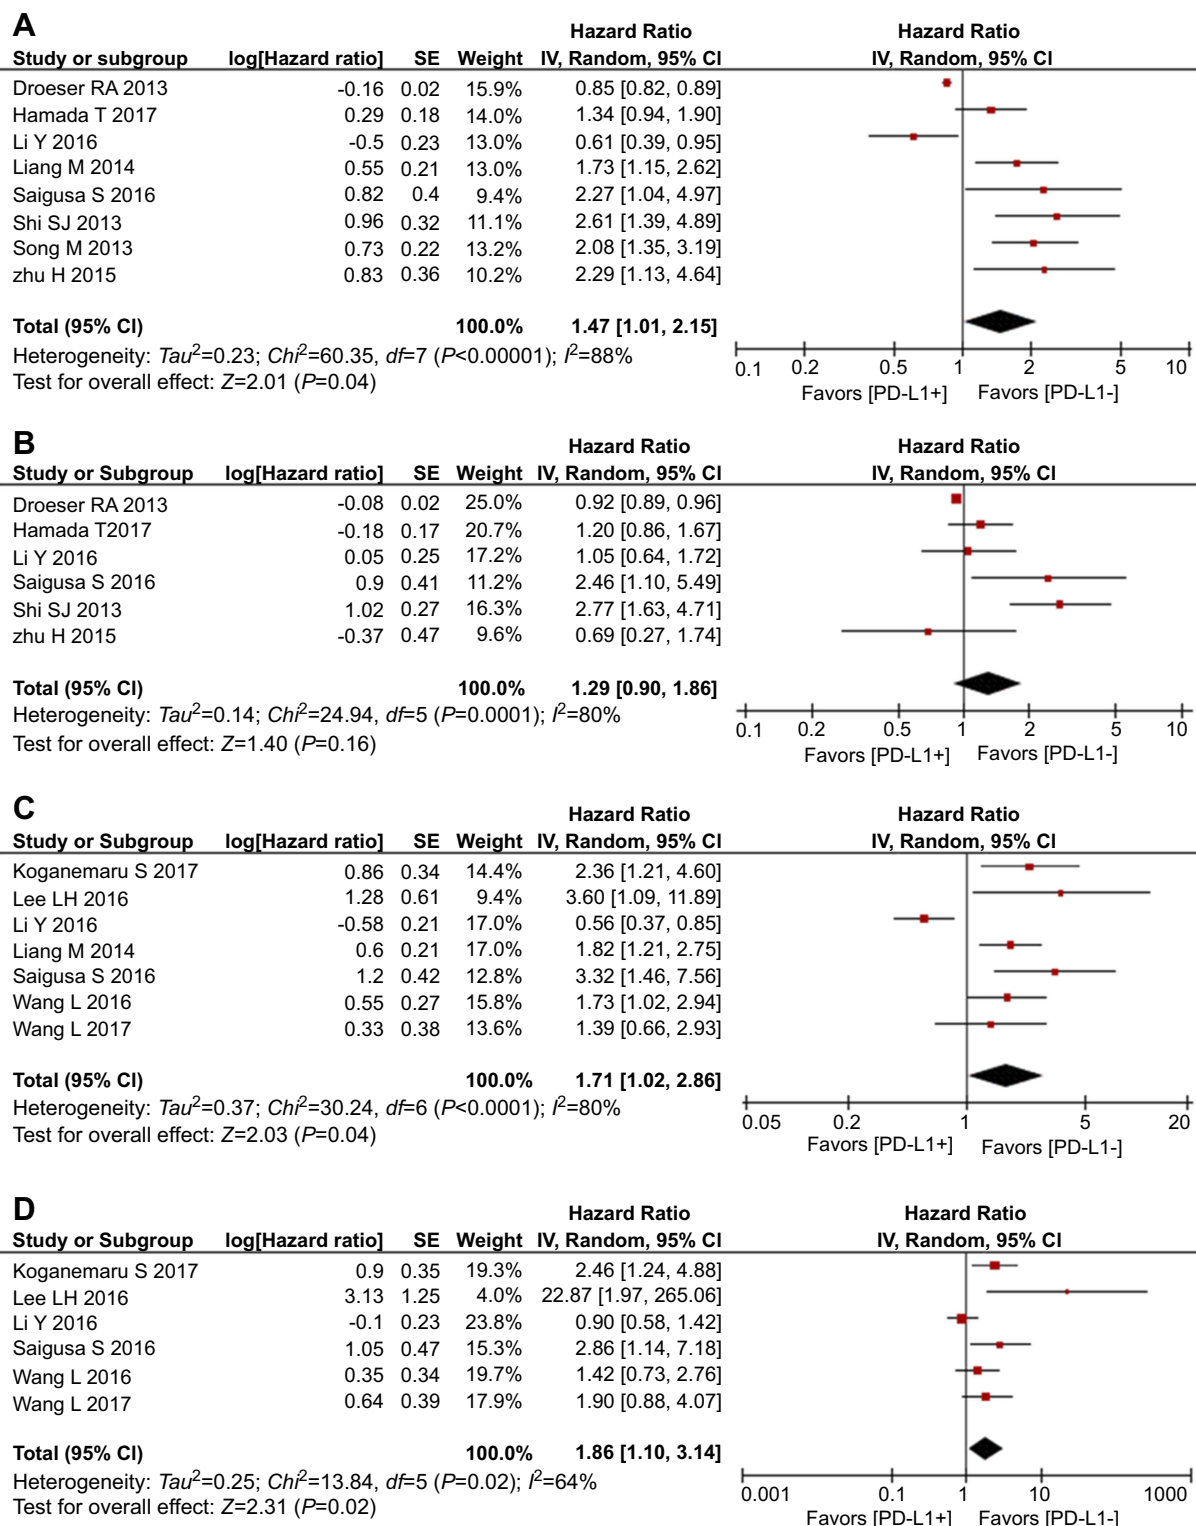 A
Hazard Ratio Hazard Ratio
Study or subgroup log[Hazard ratio] SE Weight IV, Random, 95% CI IV, Random, 95% CI
Droeser RA 2013 -0.16 0.02 15.9% 0.85 [0.82, 0.89]
Hamada T 2017 0.29 0.18 14.0% 1.34 [0.94, 1.90]
Li Y 2016 -0.5 0.23 13.0% 0.61 [0.39, 0.95]
Liang M 2014 0.55 0.21 13.0% 1.73 [1.15, 2.62]
Saigusa S 2016 0.82 0.4 9.4% 2.27 [1.04, 4.97]
Shi SJ 2013 0.96 0.32 11.1% 2.61 [1.39, 4.89]
Song M 2013 0.73 0.22 13.2% 2.08 [1.35, 3.19]
zhu H 2015 0.83 0.36 10.2% 2.29 [1.13, 4.64]
Total (95% CI) 100.0% 1.47 [1.01, 2.15]
Heterogeneity: Tau²=0.23; Chi²=60.35, df=7 (P<0.00001); I²=88%
Test for overall effect: Z=2.01 (P=0.04)
0.1 0.2 0.5 1 2 5 10
Favors [PD-L1+] Favors [PD-L1-]
B
Hazard Ratio Hazard Ratio
Study or Subgroup log[Hazard ratio] SE Weight IV, Random, 95% CI IV, Random, 95% CI
Droeser RA 2013 -0.08 0.02 25.0% 0.92 [0.89, 0.96]
Hamada T2017 -0.18 0.17 20.7% 1.20 [0.86, 1.67]
Li Y 2016 0.05 0.25 17.2% 1.05 [0.64, 1.72]
Saigusa S 2016 0.9 0.41 11.2% 2.46 [1.10, 5.49]
Shi SJ 2013 1.02 0.27 16.3% 2.77 [1.63, 4.71]
zhu H 2015 -0.37 0.47 9.6% 0.69 [0.27, 1.74]
Total (95% CI) 100.0% 1.29 [0.90, 1.86]
Heterogeneity: Tau²=0.14; Chi²=24.94, df=5 (P=0.0001); I²=80%
Test for overall effect: Z=1.40 (P=0.16)
0.1 0.2 0.5 1 2 5 10
Favors [PD-L1+] Favors [PD-L1-]
C
Hazard Ratio Hazard Ratio
Study or Subgroup log[Hazard ratio] SE Weight IV, Random, 95% CI IV, Random, 95% CI
Koganemaru S 2017 0.86 0.34 14.4% 2.36 [1.21, 4.60]
Lee LH 2016 1.28 0.61 9.4% 3.60 [1.09, 11.89]
Li Y 2016 -0.58 0.21 17.0% 0.56 [0.37, 0.85]
Liang M 2014 0.6 0.21 17.0% 1.82 [1.21, 2.75]
Saigusa S 2016 1.2 0.42 12.8% 3.32 [1.46, 7.56]
Wang L 2016 0.55 0.27 15.8% 1.73 [1.02, 2.94]
Wang L 2017 0.33 0.38 13.6% 1.39 [0.66, 2.93]
Total (95% CI) 100.0% 1.71 [1.02, 2.86]
Heterogeneity: Tau²=0.37; Chi²=30.24, df=6 (P<0.0001); I²=80%
Test for overall effect: Z=2.03 (P=0.04)
0.05 0.2 1 5 20
Favors [PD-L1+] Favors [PD-L1-]
D
Hazard Ratio Hazard Ratio
Study or Subgroup log[Hazard ratio] SE Weight IV, Random, 95% CI IV, Random, 95% CI
Koganemaru S 2017 0.9 0.35 19.3% 2.46 [1.24, 4.88]
Lee LH 2016 3.13 1.25 4.0% 22.87 [1.97, 265.06]
Li Y 2016 -0.1 0.23 23.8% 0.90 [0.58, 1.42]
Saigusa S 2016 1.05 0.47 15.3% 2.86 [1.14, 7.18]
Wang L 2016 0.35 0.34 19.7% 1.42 [0.73, 2.76]
Wang L 2017 0.64 0.39 17.9% 1.90 [0.88, 4.07]
Total (95% CI) 100.0% 1.86 [1.10, 3.14]
Heterogeneity: Tau²=0.25; Chi²=13.84, df=5 (P=0.02); I²=64%
Test for overall effect: Z=2.31 (P=0.02)
0.001 0.1 1 10 1000
Favors [PD-L1+] Favors [PD-L1-]